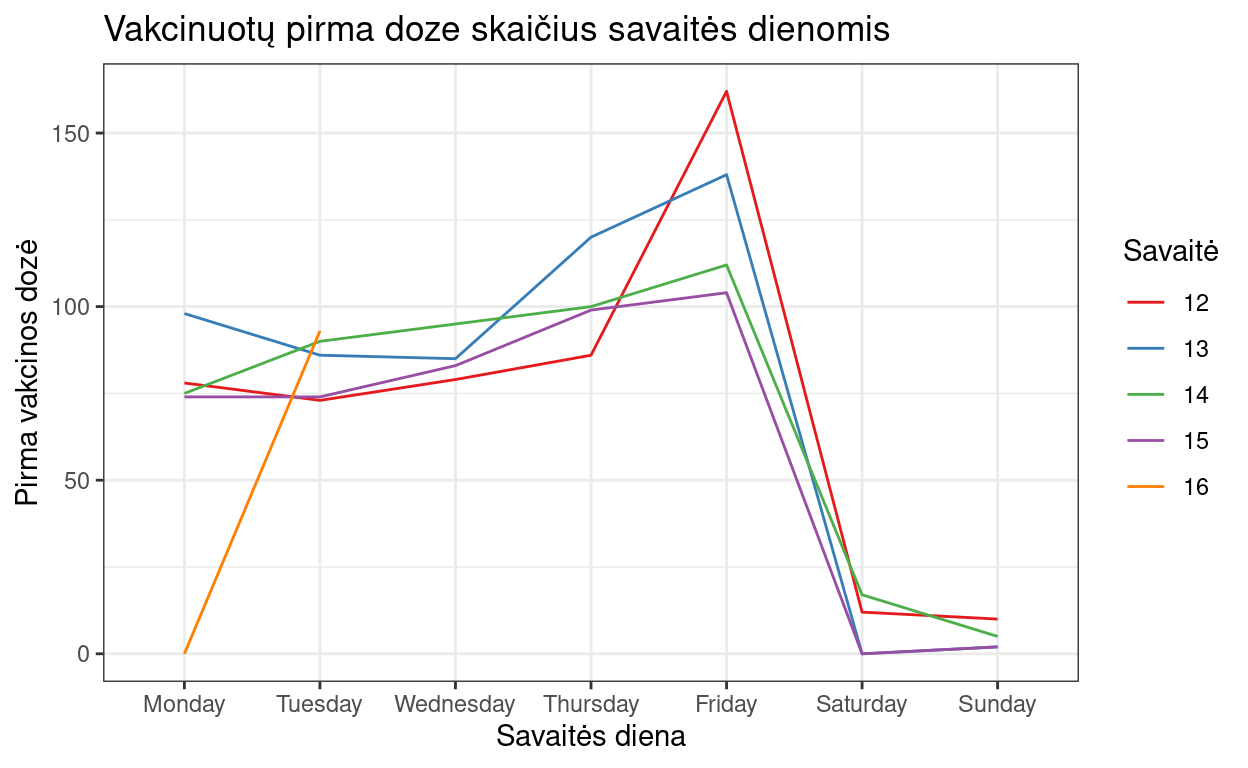 Vakcinuotų pirma doze skaičius savaitės dienomis
Pirma vakcinos dozė
150
100
50
0
Monday Tuesday Wednesday Thursday Friday Saturday Sunday
Savaitės diena
Savaitė
12
13
14
15
16